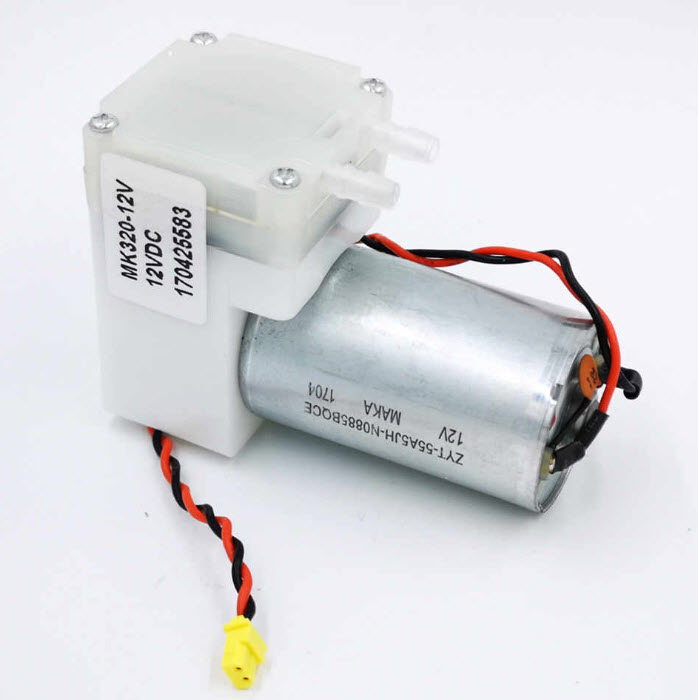 MK320-12V
12VDC
170425583
ZYT-55A5JH-N0885BQCE
12V MAKA 1704